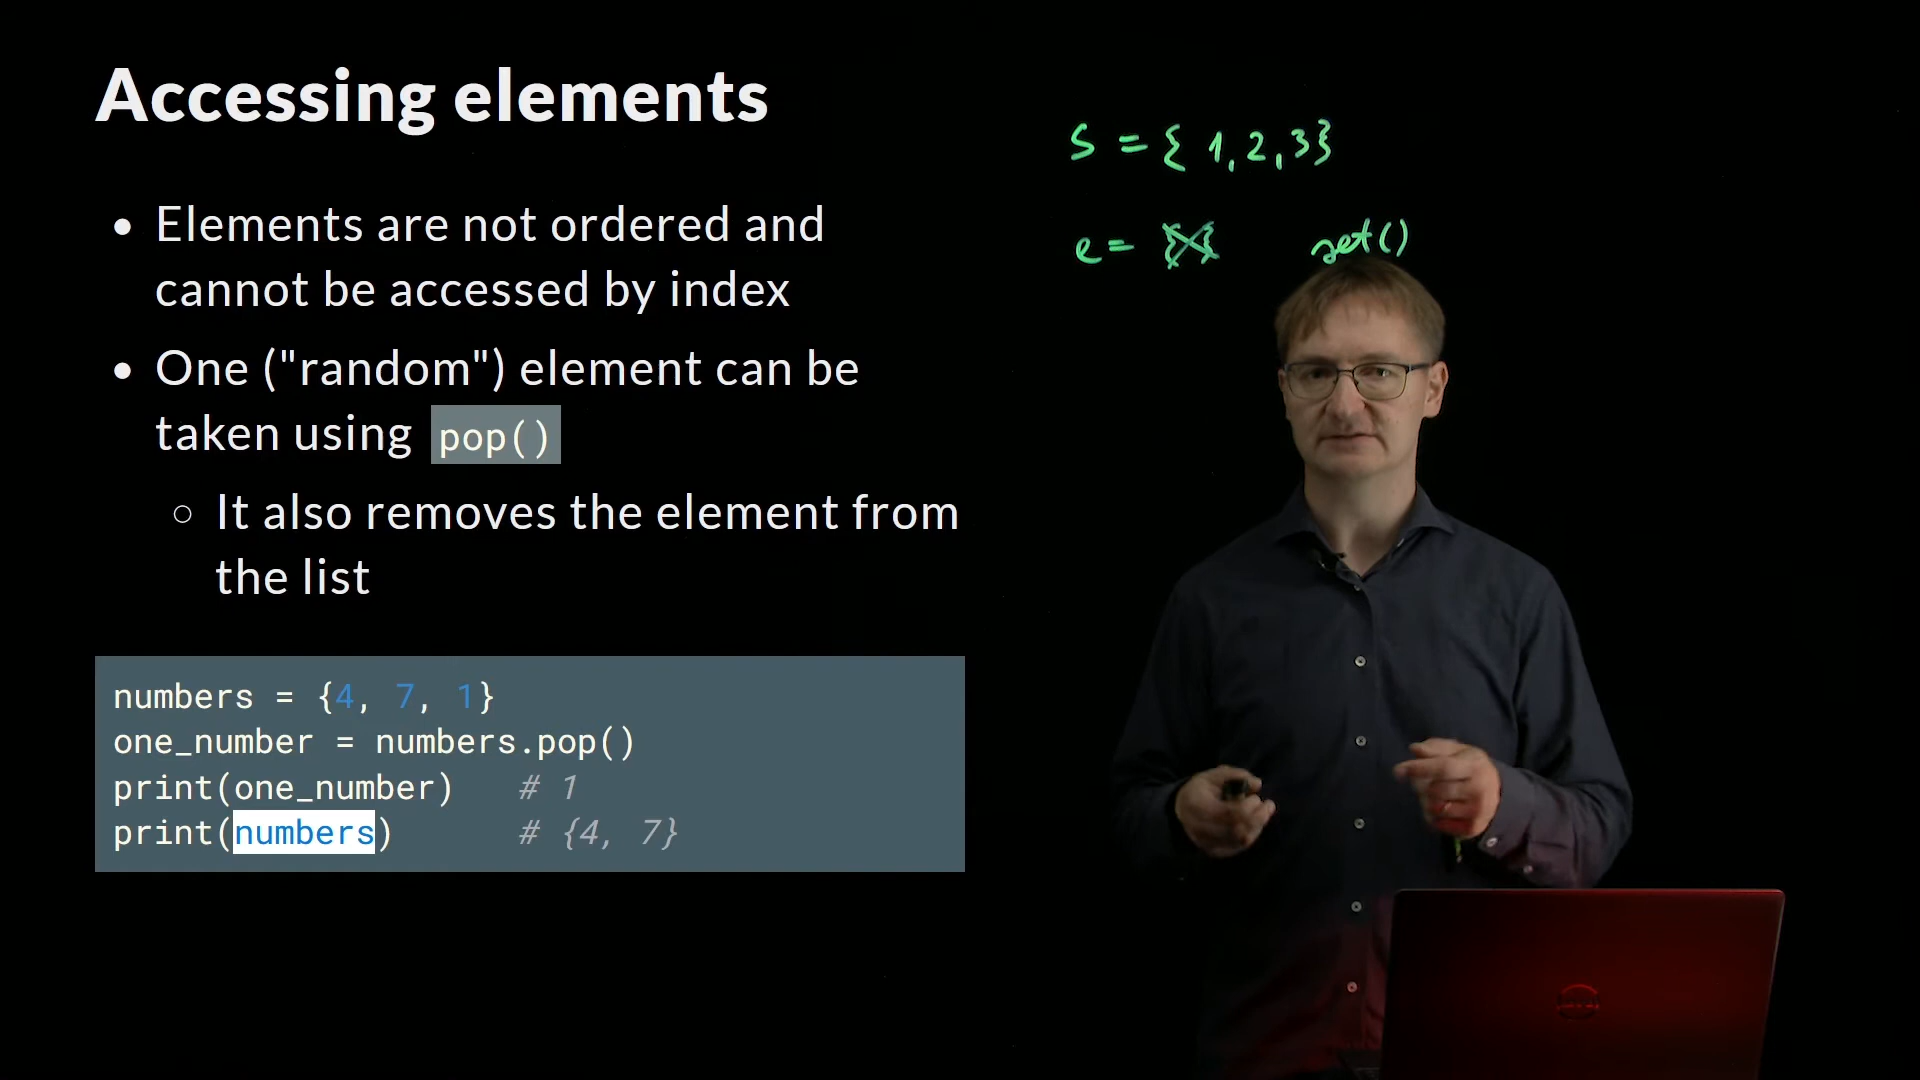 Accessing elements
• Elements are not ordered and
cannot be accessed by index
• One ("random") element can be
taken using pop()
○ It also removes the element from
the list
numbers = {4, 7, 1}
one_number = numbers.pop()
print(one_number)   # 1
print(numbers)      # {4, 7}
S = { 1, 2, 3}
e = {} set()
DELL